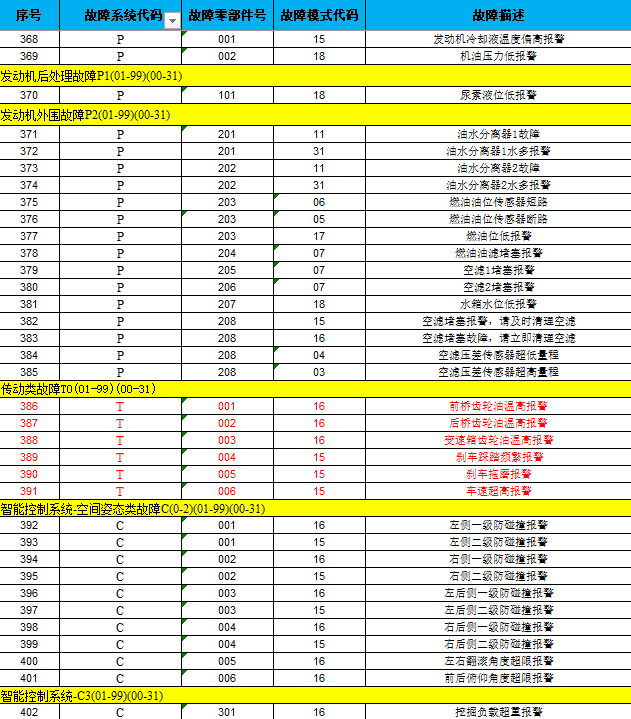 序号 故障系统代码 故障零部件号 故障模式代码 故障描述
368 P 001 15 发动机冷却液温度偏高报警
369 P 002 18 机油压力低报警
发动机后处理故障P1(01-99)(00-31)
370 P 101 18 尿素液位低报警
发动机外围故障P2(01-99)(00-31)
371 P 201 11 油水分离器1故障
372 P 201 31 油水分离器1水多报警
373 P 202 11 油水分离器2故障
374 P 202 31 油水分离器2水多报警
375 P 203 06 燃油油位传感器短路
376 P 203 05 燃油油位传感器断路
377 P 203 17 燃油位低报警
378 P 204 07 燃油油滤堵塞报警
379 P 205 07 空滤1堵塞报警
380 P 206 07 空滤2堵塞报警
381 P 207 18 水箱水位低报警
382 P 208 15 空滤堵塞报警，请及时清理空滤
383 P 208 16 空滤堵塞故障，请立即清理空滤
384 P 208 04 空滤压差传感器超低量程
385 P 208 03 空滤压差传感器超高量程
传动类故障T0(01-99)(00-31)
386 T 001 16 前桥齿轮油温高报警
387 T 002 16 后桥齿轮油温高报警
388 T 003 16 变速箱齿轮油温高报警
389 T 004 15 刹车踩踏频繁报警
390 T 005 15 刹车拖磨报警
391 T 006 15 车速超高报警
智能控制系统-空间姿态类故障C(0-2)(01-99)(00-31)
392 C 001 16 左侧一级防碰撞报警
393 C 001 15 左侧二级防碰撞报警
394 C 002 16 右侧一级防碰撞报警
395 C 002 15 右侧二级防碰撞报警
396 C 003 16 左后侧一级防碰撞报警
397 C 003 15 左后侧二级防碰撞报警
398 C 004 16 右后侧一级防碰撞报警
399 C 004 15 右后侧二级防碰撞报警
400 C 005 16 左右翻滚角度超限报警
401 C 006 16 前后俯仰角度超限报警
智能控制系统-C3(01-99)(00-31)
402 C 301 16 挖掘负载超重报警